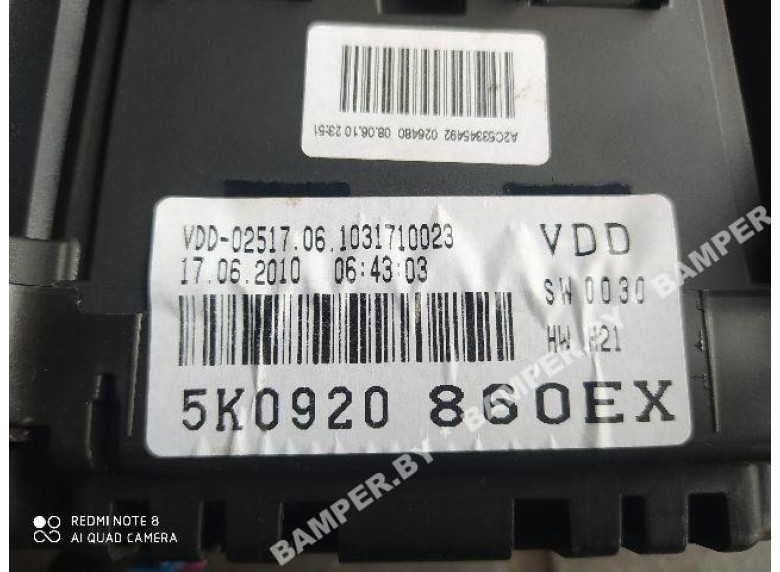 A2C53345492 026480 08.06.10 23:51
VDD-02517.06.1031710023
17.06.2010 06:43:03
VDD
SW 0030
HW H21
5K0920 860EX
BAMPER.BY * BAMPER.BY * BAMPER
REDMI NOTE 8
AI QUAD CAMERA